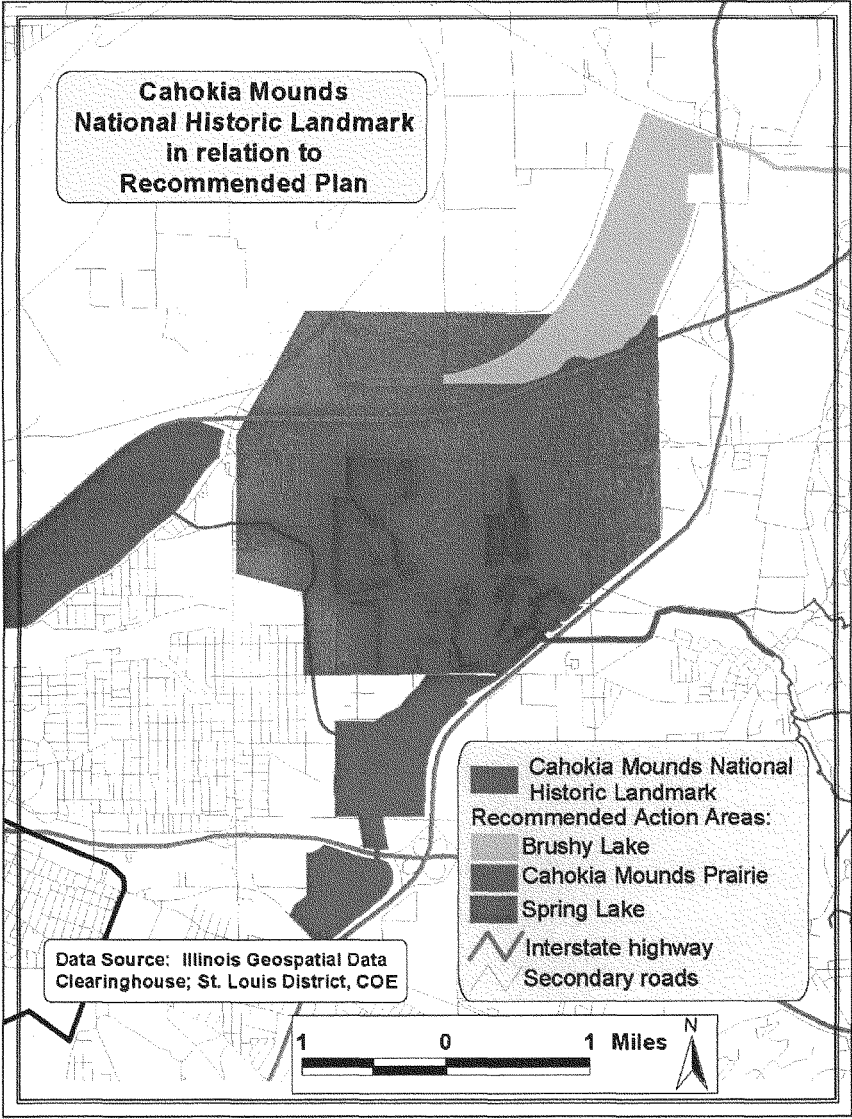 Cahokia Mounds
National Historic Landmark
in relation to
Recommended Plan
Cahokia Mounds National
Historic Landmark
Recommended Action Areas:
Brushy Lake
Cahokia Mounds Prairie
Spring Lake
Interstate highway
Secondary roads
Data Source: Illinois Geospatial Data
Clearinghouse; St. Louis District, COE
1 0 1 Miles
N